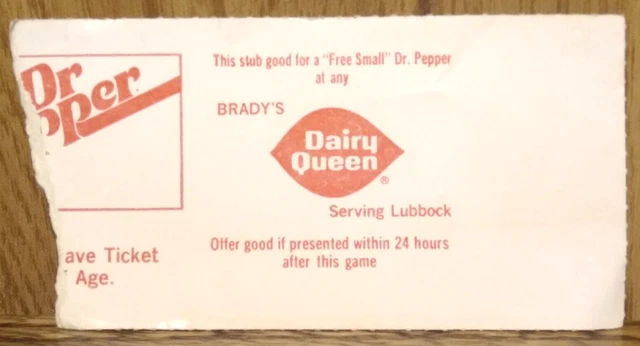 Dr
pper
ave Ticket
Age.
This stub good for a "Free Small" Dr. Pepper
at any
BRADY'S
Dairy
Queen
®
Serving Lubbock
Offer good if presented within 24 hours
after this game